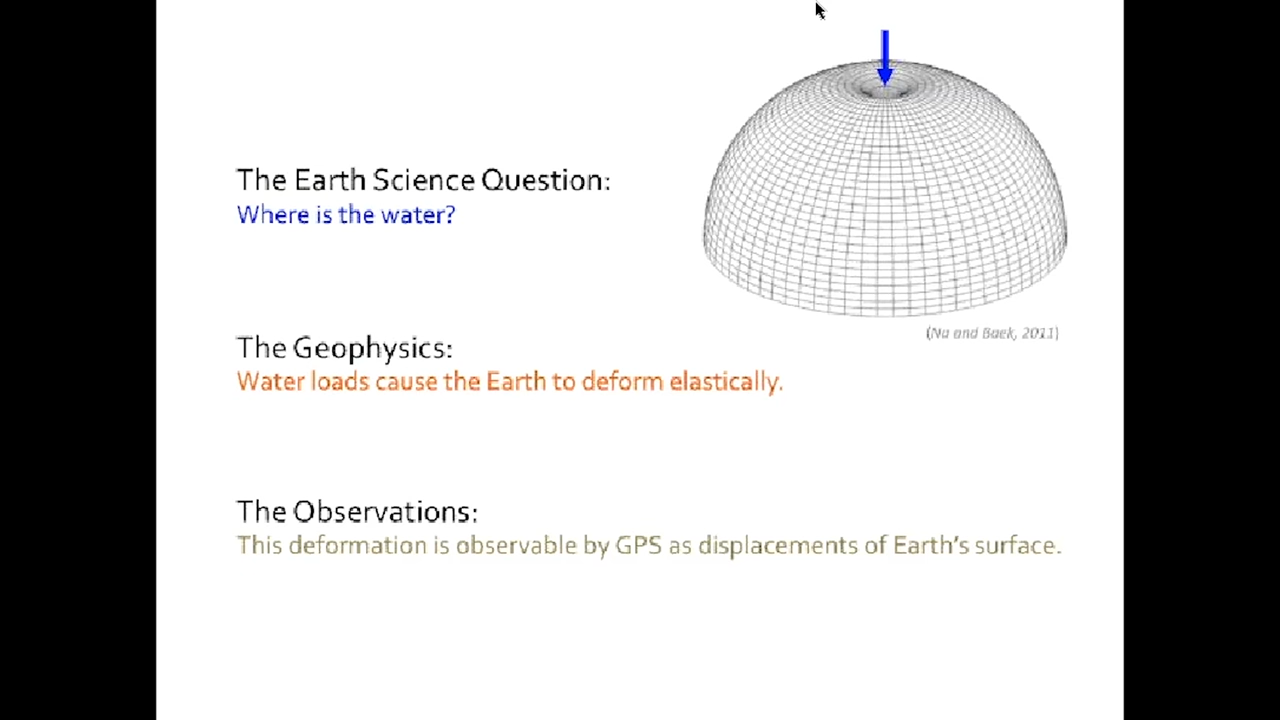 The Earth Science Question:
Where is the water?
(Na and Baek, 2011)
The Geophysics:
Water loads cause the Earth to deform elastically.
The Observations:
This deformation is observable by GPS as displacements of Earth's surface.